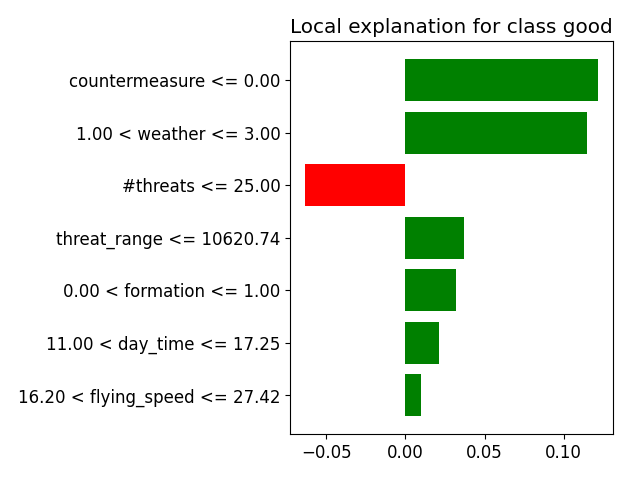 Local explanation for class good
countermeasure <= 0.00
1.00 < weather <= 3.00
#threats <= 25.00
threat_range <= 10620.74
0.00 < formation <= 1.00
11.00 < day_time <= 17.25
16.20 < flying_speed <= 27.42
−0.05 0.00 0.05 0.10